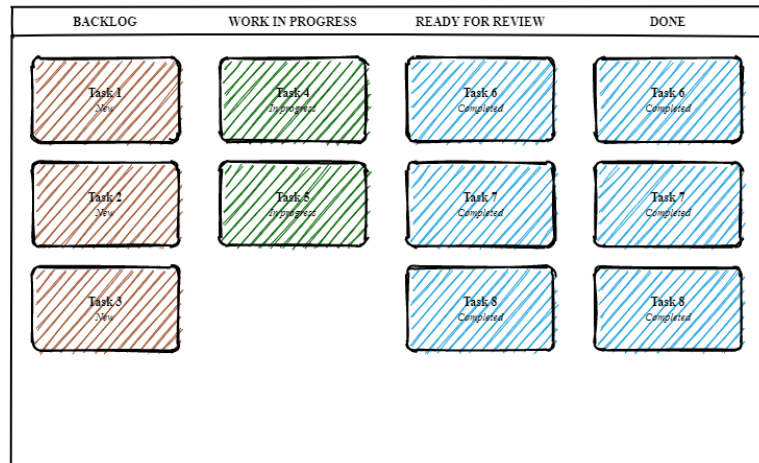 BACKLOG
WORK IN PROGRESS
READY FOR REVIEW
DONE
Task 1
New
Task 2
New
Task 3
New
Task 4
In progress
Task 5
In progress
Task 6
Completed
Task 7
Completed
Task 8
Completed
Task 6
Completed
Task 7
Completed
Task 8
Completed